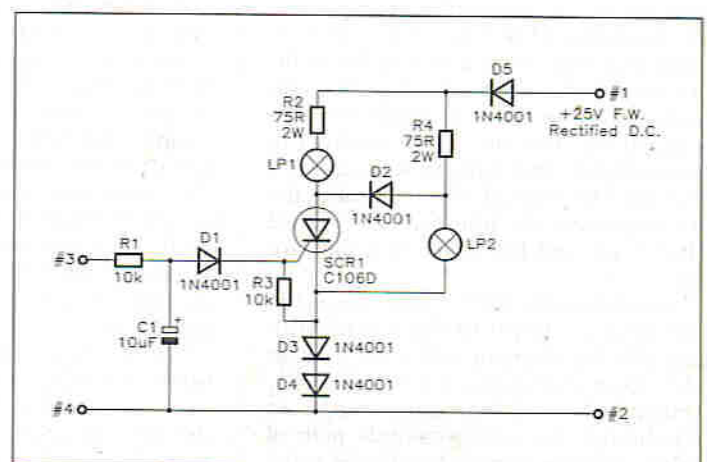 D5
#1
1N4001
+25V F.W.
Rectified D.C.
R2
75R
2W
R4
75R
2W
LP1
D2
1N4001
LP2
#3
R1
10k
D1
1N4001
SCR1
C106D
R3
10k
C1
+
10uF
D3
1N4001
D4
1N4001
#4
#2